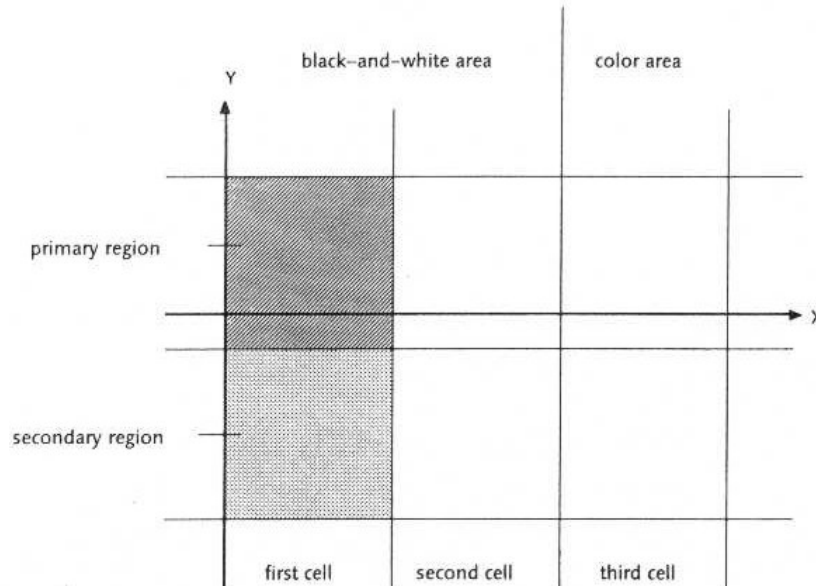 black-and-white area
color area
Y
primary region
X
secondary region
first cell
second cell
third cell